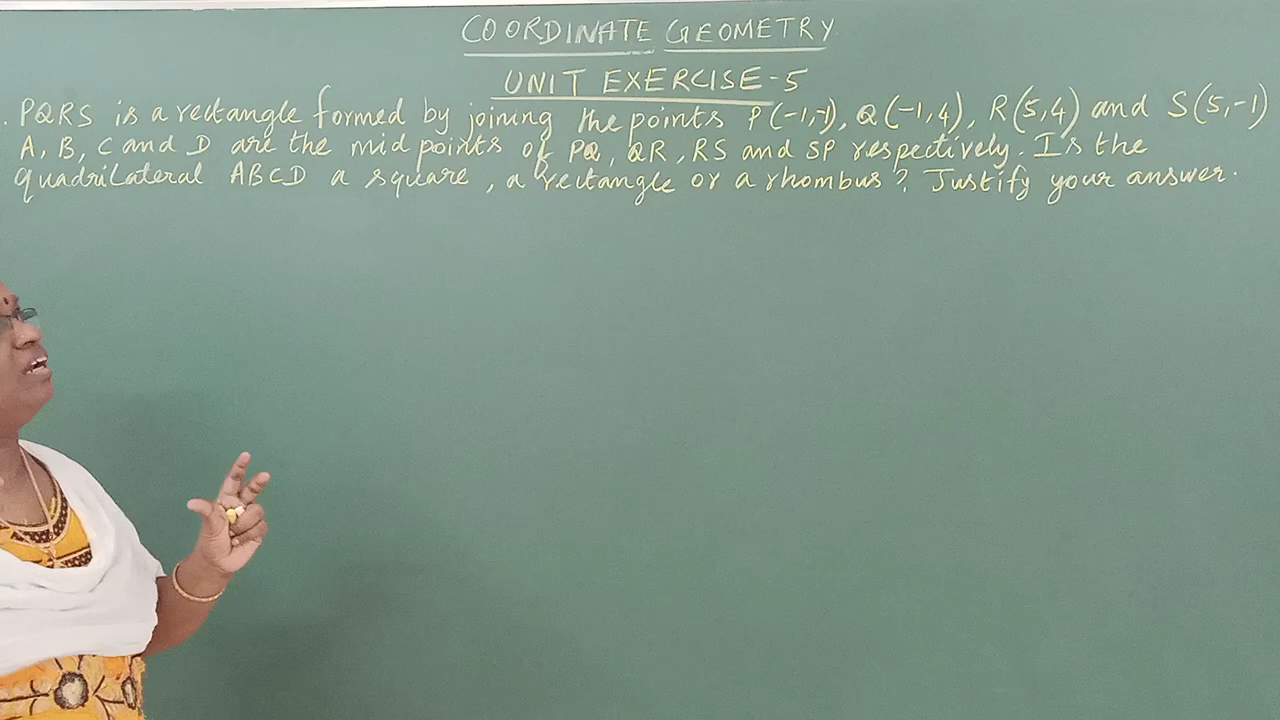 COORDINATE GEOMETRY
UNIT EXERCISE-5
. PQRS is a rectangle formed by joining the points P(-1,-1), Q(-1,4), R(5,4) and S(5,-1)
A, B, C and D are the mid points of PQ, QR, RS and SP respectively. Is the
quadrilateral ABCD a square, a rectangle or a rhombus? Justify your answer.